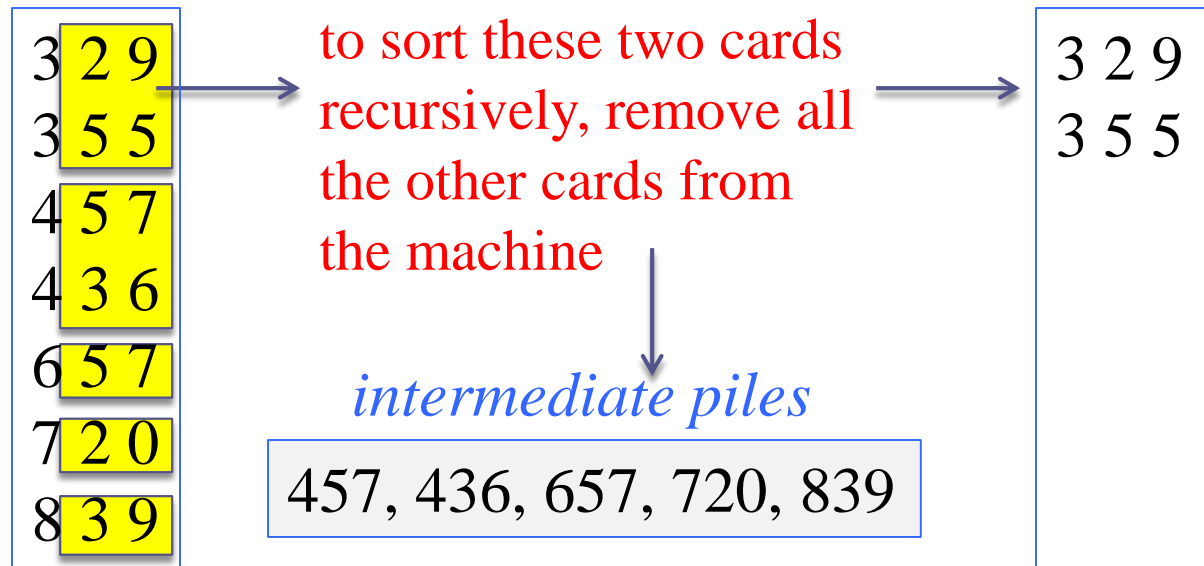 3 2 9
3 5 5
4 5 7
4 3 6
6 5 7
7 2 0
8 3 9
to sort these two cards
recursively, remove all
the other cards from
the machine
intermediate piles
457, 436, 657, 720, 839
3 2 9
3 5 5